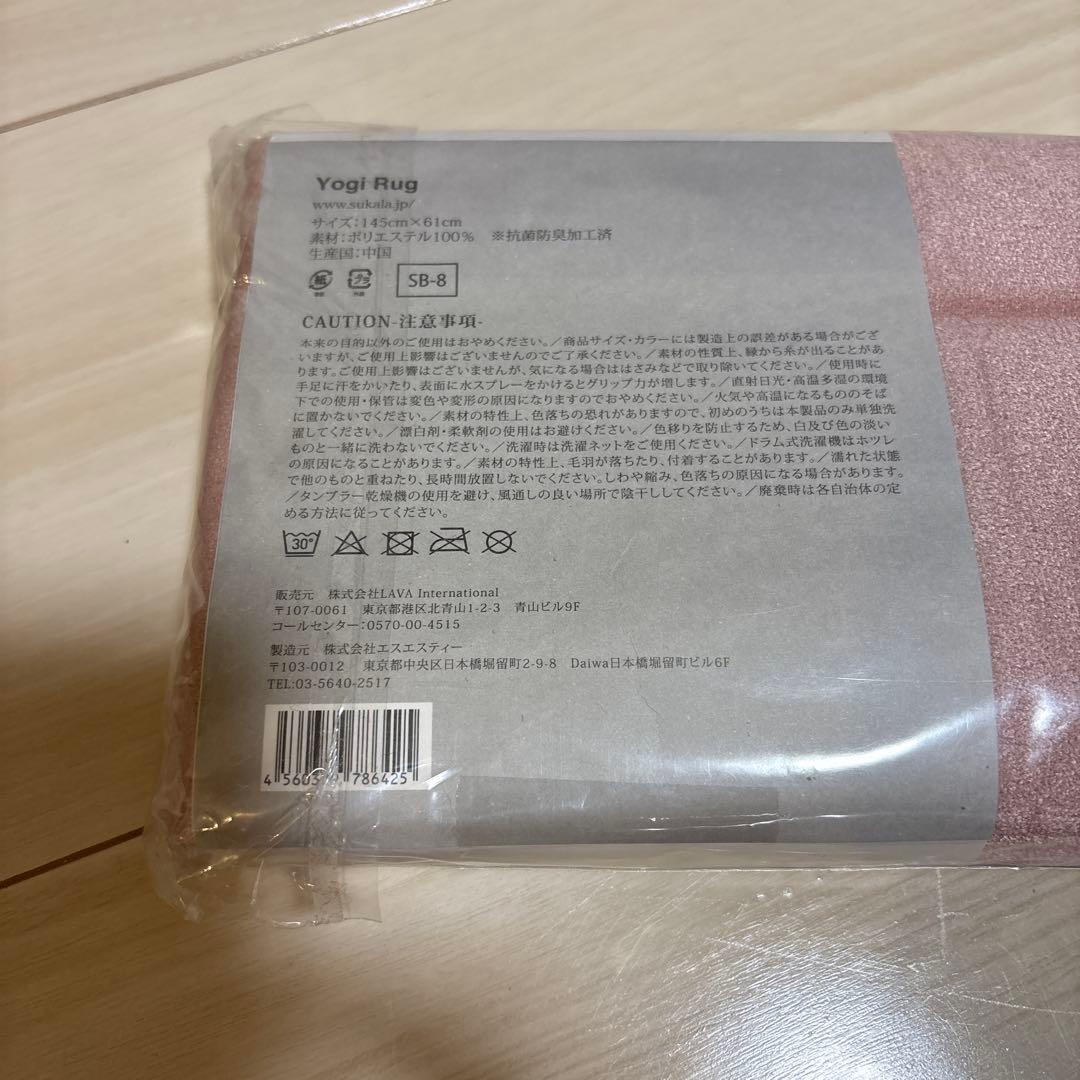 Yogi Rug
www.sukala.jp/
サイズ:145cm×61cm
素材:ポリエステル100%　※抗菌防臭加工済
生産国:中国
紙 プラ SB-8
CAUTION-注意事項-
本来の目的以外のご使用はおやめください。／商品サイズ・カラーには製造上の誤差がある場合がござ
いますが、ご使用上影響はございませんのでご了承ください。／素材の性質上、縁から糸が出ることがあ
ります。ご使用上影響はございませんが、気になる場合ははさみなどで取り除いてください。／使用時に
手足に汗をかいたり、表面に水スプレーをかけるとグリップ力が増します。／直射日光・高温多湿の環境
下での使用・保管は変色や変形の原因になりますのでおやめください。／火気や高温になるもののそば
に置かないでください。／素材の特性上、色落ちの恐れがありますので、初めのうちは本製品のみ単独洗
濯してください。／漂白剤・柔軟剤の使用はお避けください。／色移りを防止するため、白及び色の淡い
ものと一緒に洗わないでください。／洗濯時は洗濯ネットをご使用ください。／ドラム式洗濯機はホツレ
の原因になることがあります。／素材の特性上、毛羽が落ちたり、付着することがあります。／濡れた状態
で他のものと重ねたり、長時間放置しないでください。しわや縮み、色落ちの原因になる場合があります。
／タンブラー乾燥機の使用を避け、風通しの良い場所で陰干ししてください。／廃棄時は各自治体の定
める方法に従ってください。
30°
販売元　株式会社LAVA International
〒107-0061　東京都港区北青山1-2-3　青山ビル9F
コールセンター:0570-00-4515
製造元　株式会社エスエスティー
〒103-0012　東京都中央区日本橋堀留町2-9-8　Daiwa日本橋堀留町ビル6F
TEL:03-5640-2517
786425